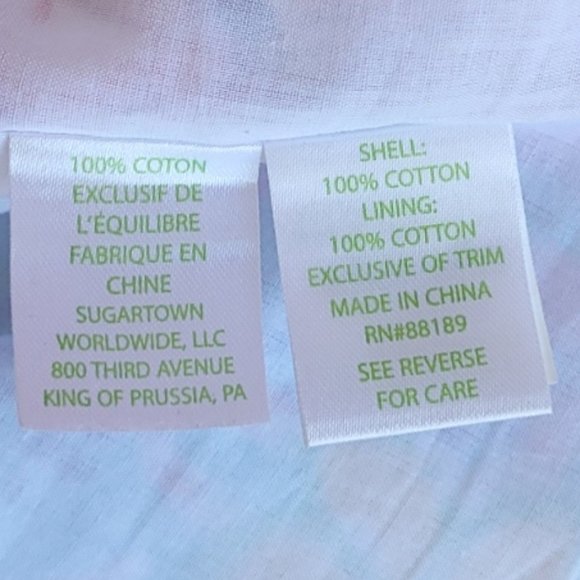 100% COTON
EXCLUSIF DE
L'ÉQUILIBRE
FABRIQUE EN
CHINE
SUGARTOWN
WORLDWIDE, LLC
800 THIRD AVENUE
KING OF PRUSSIA, PA
SHELL:
100% COTTON
LINING:
100% COTTON
EXCLUSIVE OF TRIM
MADE IN CHINA
RN#88189
SEE REVERSE
FOR CARE